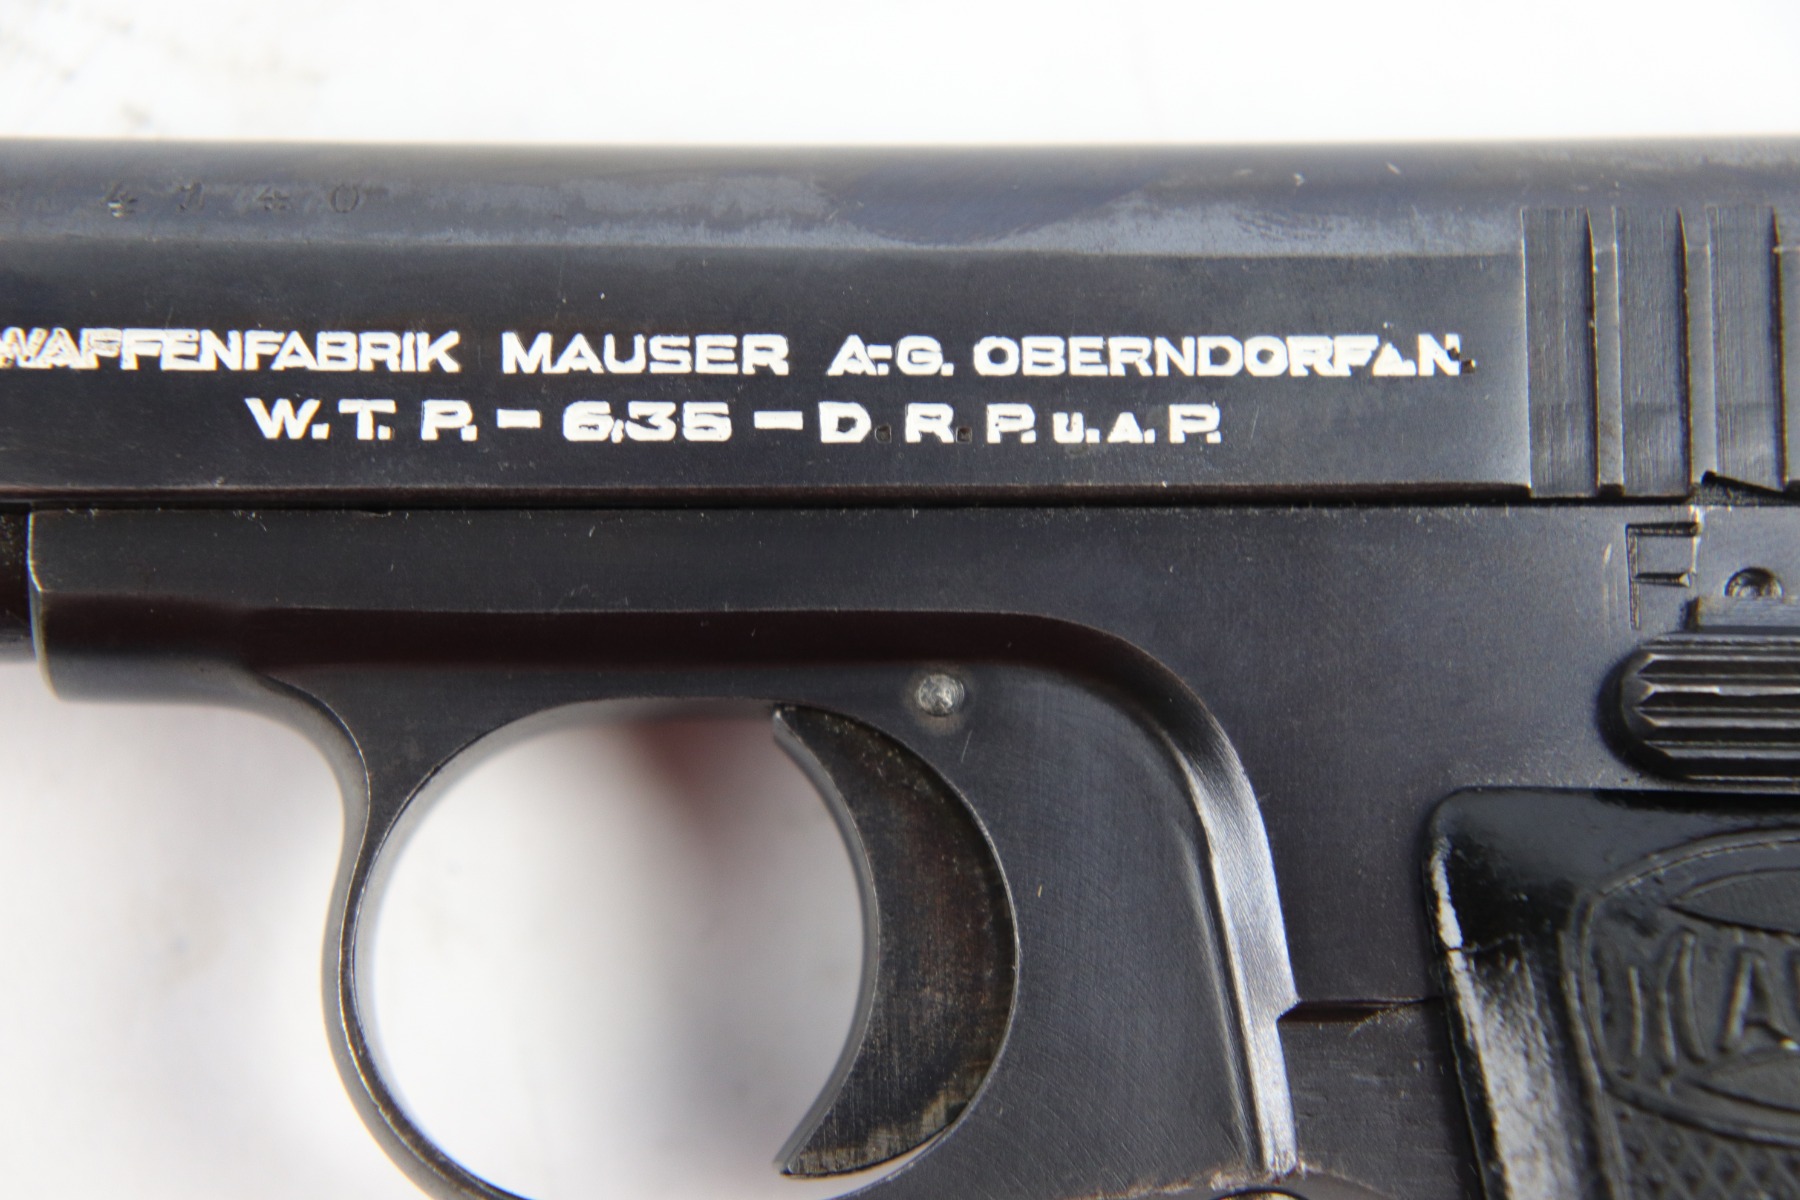 WAFFENFABRIK MAUSER A.-G. OBERNDORF A.N.
W.T.P. - 6,35 - D.R.P. u. A. P.
F